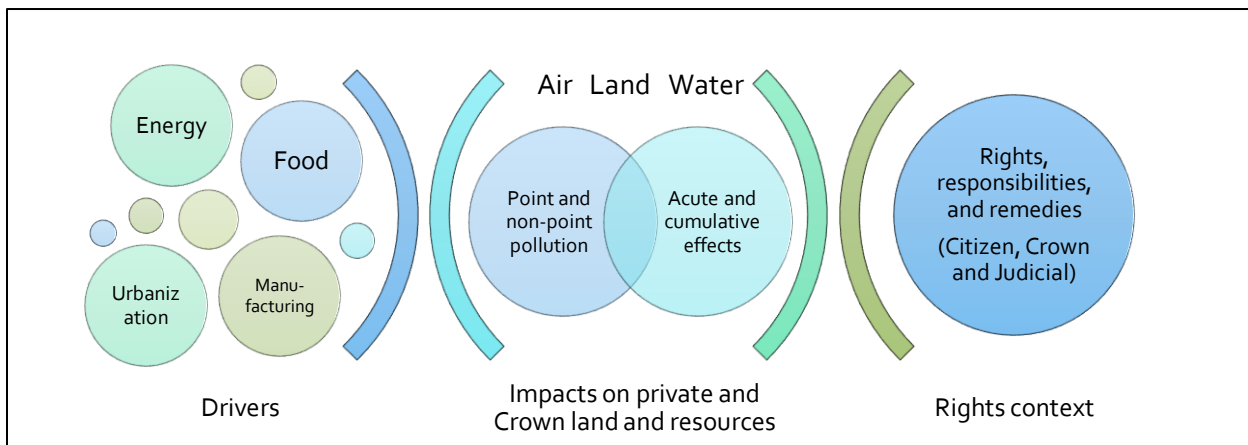 Energy
Food
Urbaniz
ation
Manu-
facturing
Drivers
Air Land Water
Point and
non-point
pollution
Acute and
cumulative
effects
Impacts on private and
Crown land and resources
Rights,
responsibilities,
and remedies
(Citizen, Crown
and Judicial)
Rights context